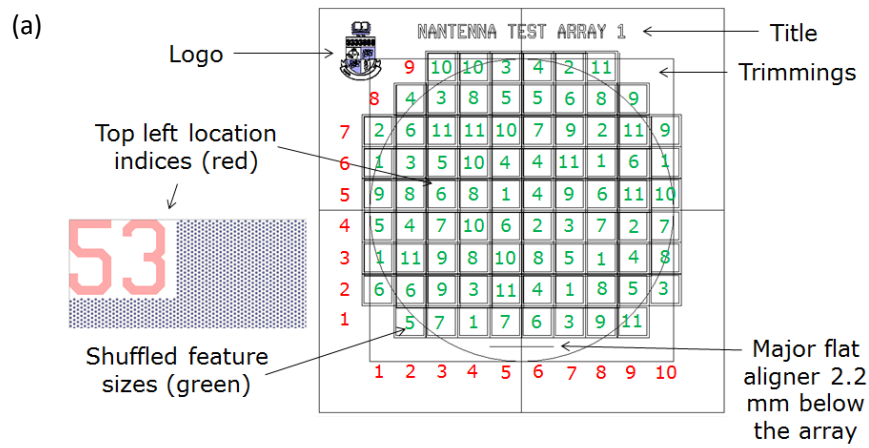 (a)
NANTENNA TEST ARRAY 1
Title
Logo
Trimmings
9 10 10 3 4 2 11
8 4 3 8 5 5 6 8 9
7 2 6 11 11 10 7 9 2 11 9
6 1 3 5 10 4 4 11 1 6 1
5 9 8 6 8 1 4 9 6 11 10
4 5 4 7 10 6 2 3 7 2 7
3 1 11 9 8 10 8 5 1 4 8
2 6 6 9 3 11 4 1 8 5 3
1 5 7 1 7 6 3 9 11
1 2 3 4 5 6 7 8 9 10
Top left location
indices (red)
53
Shuffled feature
sizes (green)
Major flat
aligner 2.2
mm below
the array